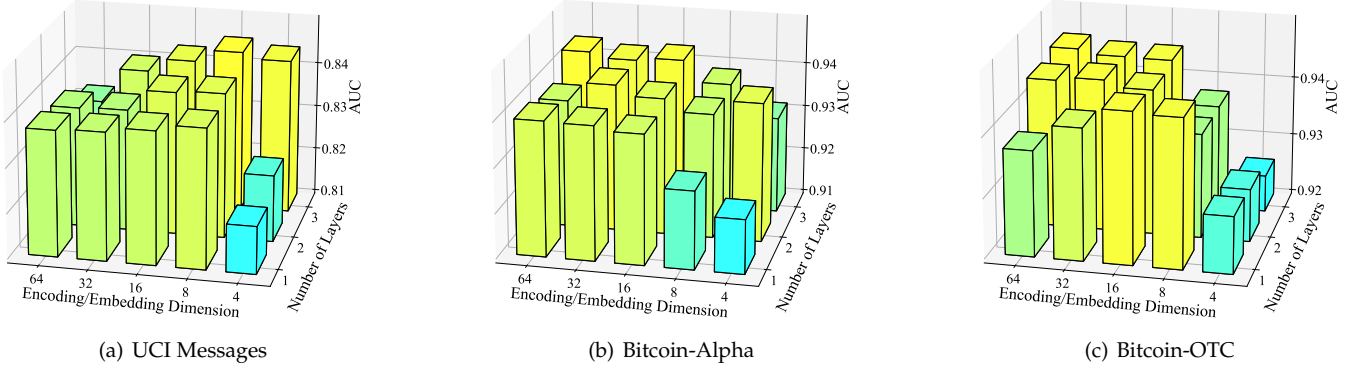 0.84
0.83
0.82
0.81
AUC
3
2
1
Number of Layers
64
32
16
8
4
Encoding/Embedding Dimension
(a) UCI Messages
0.94
0.93
0.92
0.91
AUC
3
2
1
Number of Layers
64
32
16
8
4
Encoding/Embedding Dimension
(b) Bitcoin-Alpha
0.94
0.93
0.92
AUC
3
2
1
Number of Layers
64
32
16
8
4
Encoding/Embedding Dimension
(c) Bitcoin-OTC